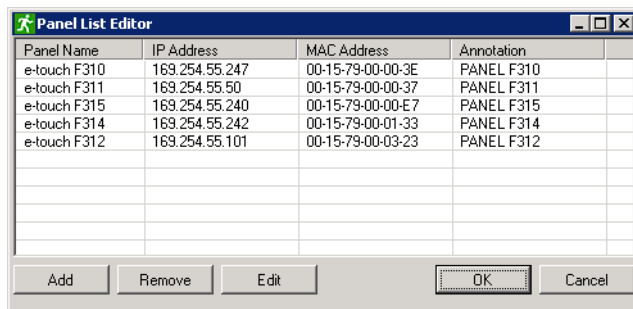 Panel List Editor
Panel Name IP Address MAC Address Annotation
e-touch F310 169.254.55.247 00-15-79-00-00-3E PANEL F310
e-touch F311 169.254.55.50 00-15-79-00-00-37 PANEL F311
e-touch F315 169.254.55.240 00-15-79-00-00-E7 PANEL F315
e-touch F314 169.254.55.242 00-15-79-00-01-33 PANEL F314
e-touch F312 169.254.55.101 00-15-79-00-03-23 PANEL F312
Add Remove Edit OK Cancel